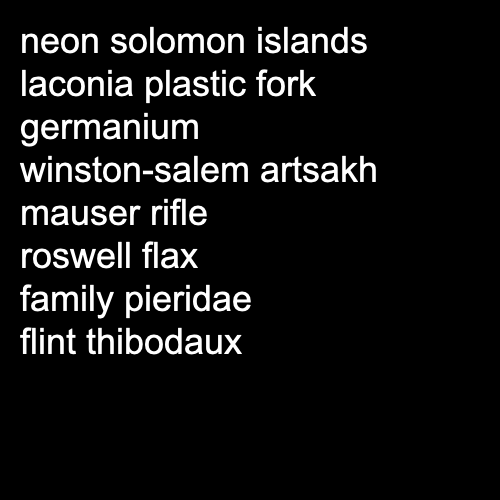 neon solomon islands
laconia plastic fork
germanium
winston-salem artsakh
mauser rifle
roswell flax
family pieridae
flint thibodaux